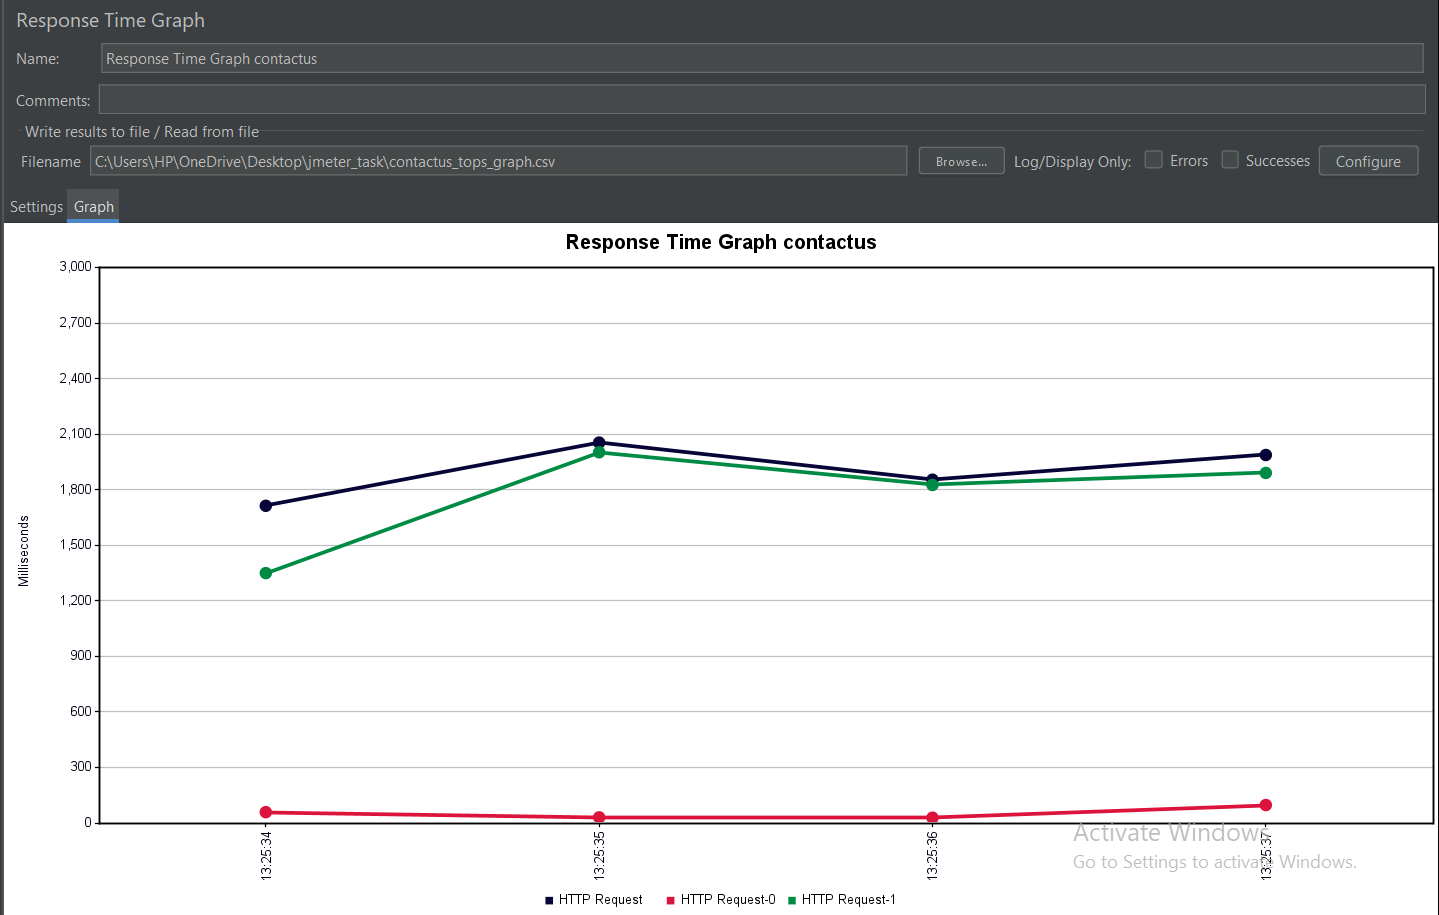 Response Time Graph
Name: Response Time Graph contactus
Comments:
Write results to file / Read from file
Filename C:\Users\HP\OneDrive\Desktop\jmeter_task\contactus_tops_graph.csv Browse... Log/Display Only: Errors Successes Configure
Settings Graph
Response Time Graph contactus
3,000
2,700
2,400
2,100
1,800
1,500
1,200
900
600
300
0
Milliseconds
13:25:34 13:25:35 13:25:36 13:25:37
Activate Windows
Go to Settings to activate Windows.
HTTP Request HTTP Request-0 HTTP Request-1